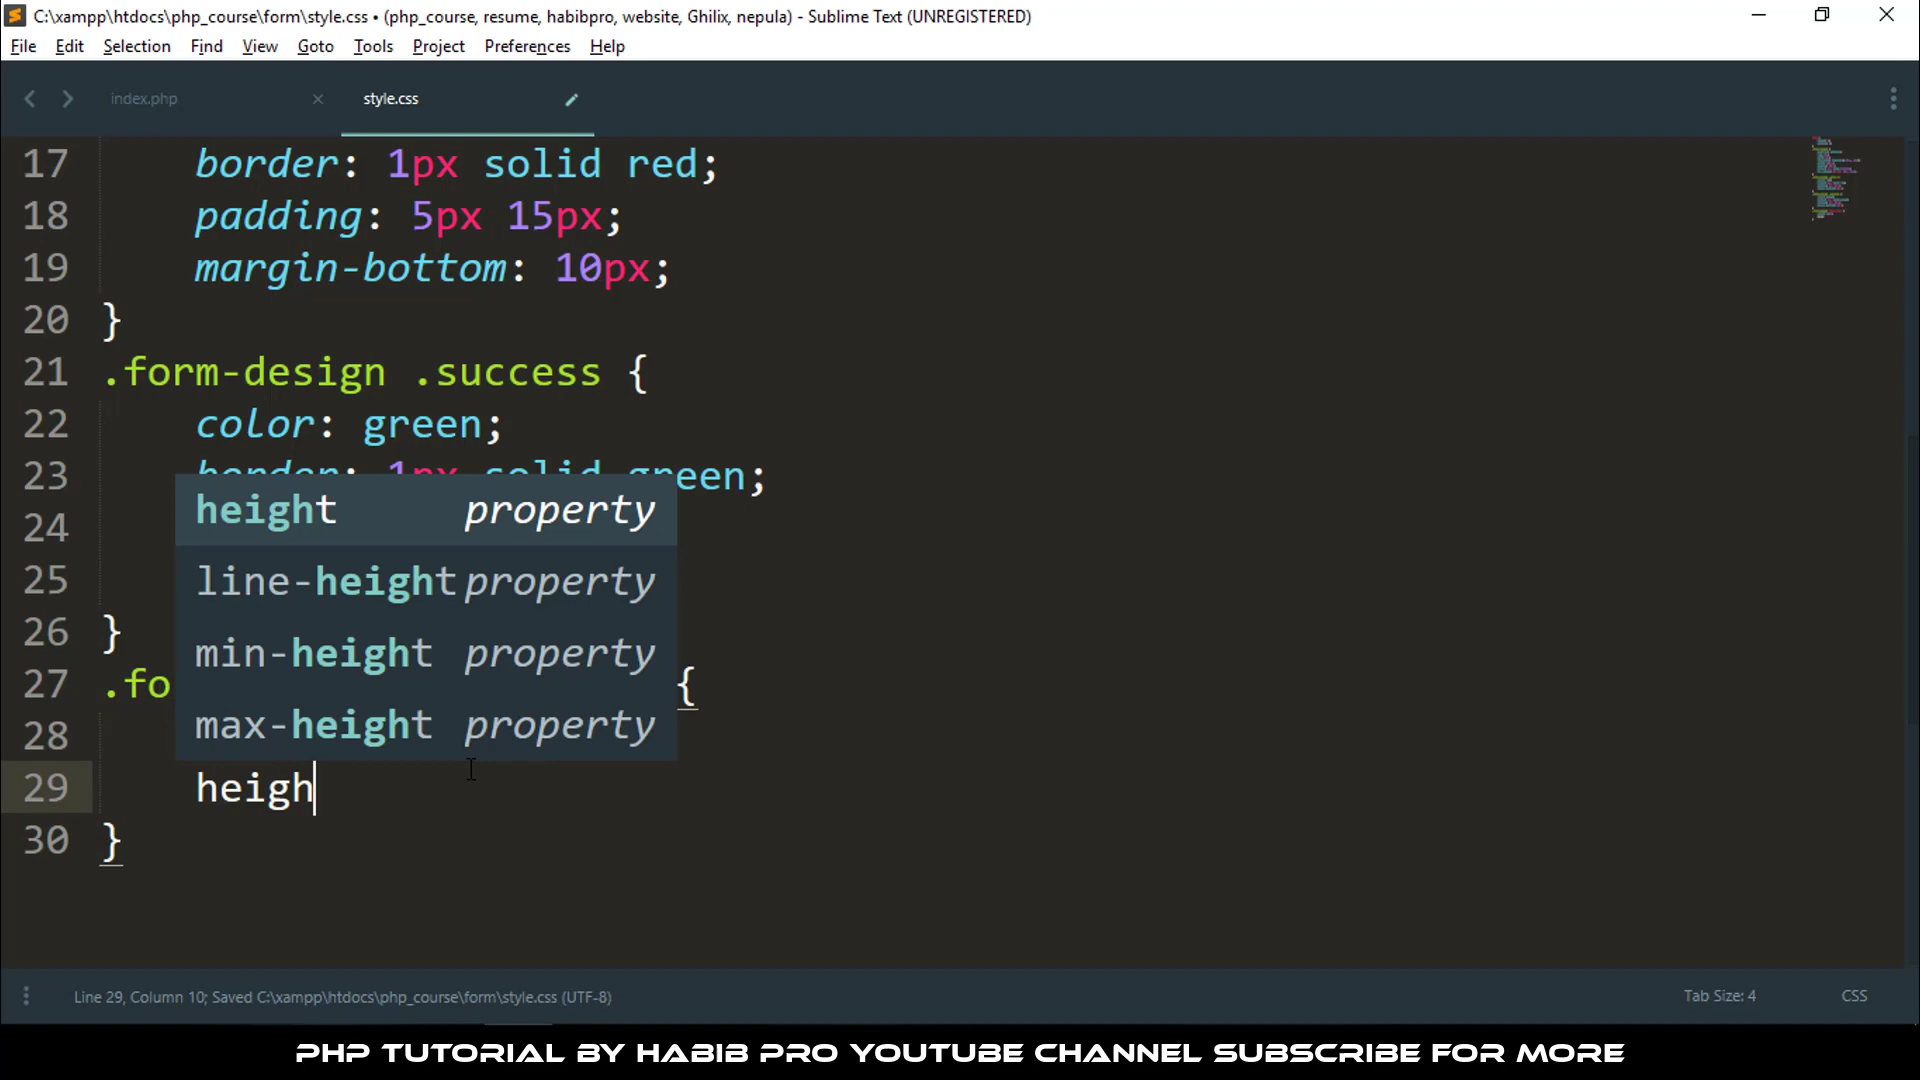 C:\xampp\htdocs\php_course\form\style.css • (php_course, resume, habibpro, website, Ghilix, nepula) - Sublime Text (UNREGISTERED)
File Edit Selection Find View Goto Tools Project Preferences Help
index.php style.css
17 border: 1px solid red;
18 padding: 5px 15px;
19 margin-bottom: 10px;
20 }
21 .form-design .success {
22 color: green;
23 border: 1px solid green;
height property
24
line-height property
25
min-height property
26 }
27 .fo {
max-height property
28
29 heigh
30 }
Line 29, Column 10; Saved C:\xampp\htdocs\php_course\form\style.css (UTF-8) Tab Size: 4 CSS
PHP TUTORIAL BY HABIB PRO YOUTUBE CHANNEL SUBSCRIBE FOR MORE